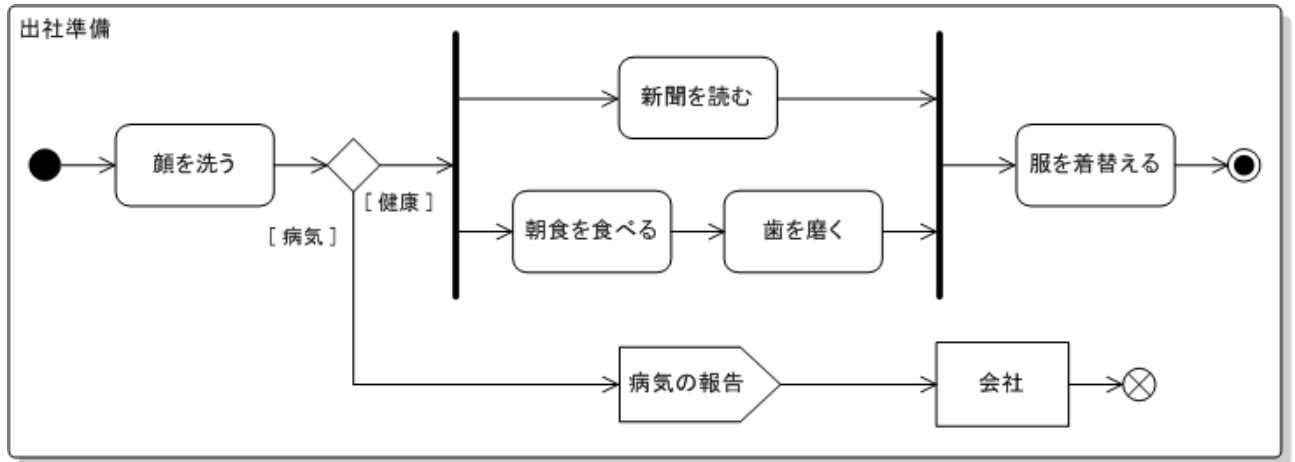 出社準備
顔を洗う
[ 健康 ]
[ 病気 ]
新聞を読む
朝食を食べる
歯を磨く
服を着替える
病気の報告
会社